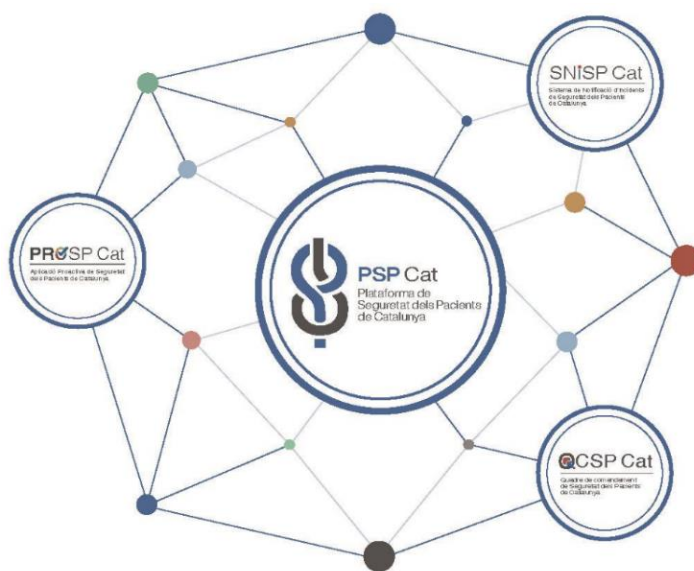 SNiSP Cat
Sistema de Notificació d'Incidents
de Seguretat dels Pacients
de Catalunya
PROSP Cat
Aplicació Proactiva de Seguretat
dels Pacients de Catalunya
PSP Cat
Plataforma de
Seguretat dels Pacients
de Catalunya
QCSP Cat
Quadre de comandament
de Seguretat dels Pacients
de Catalunya